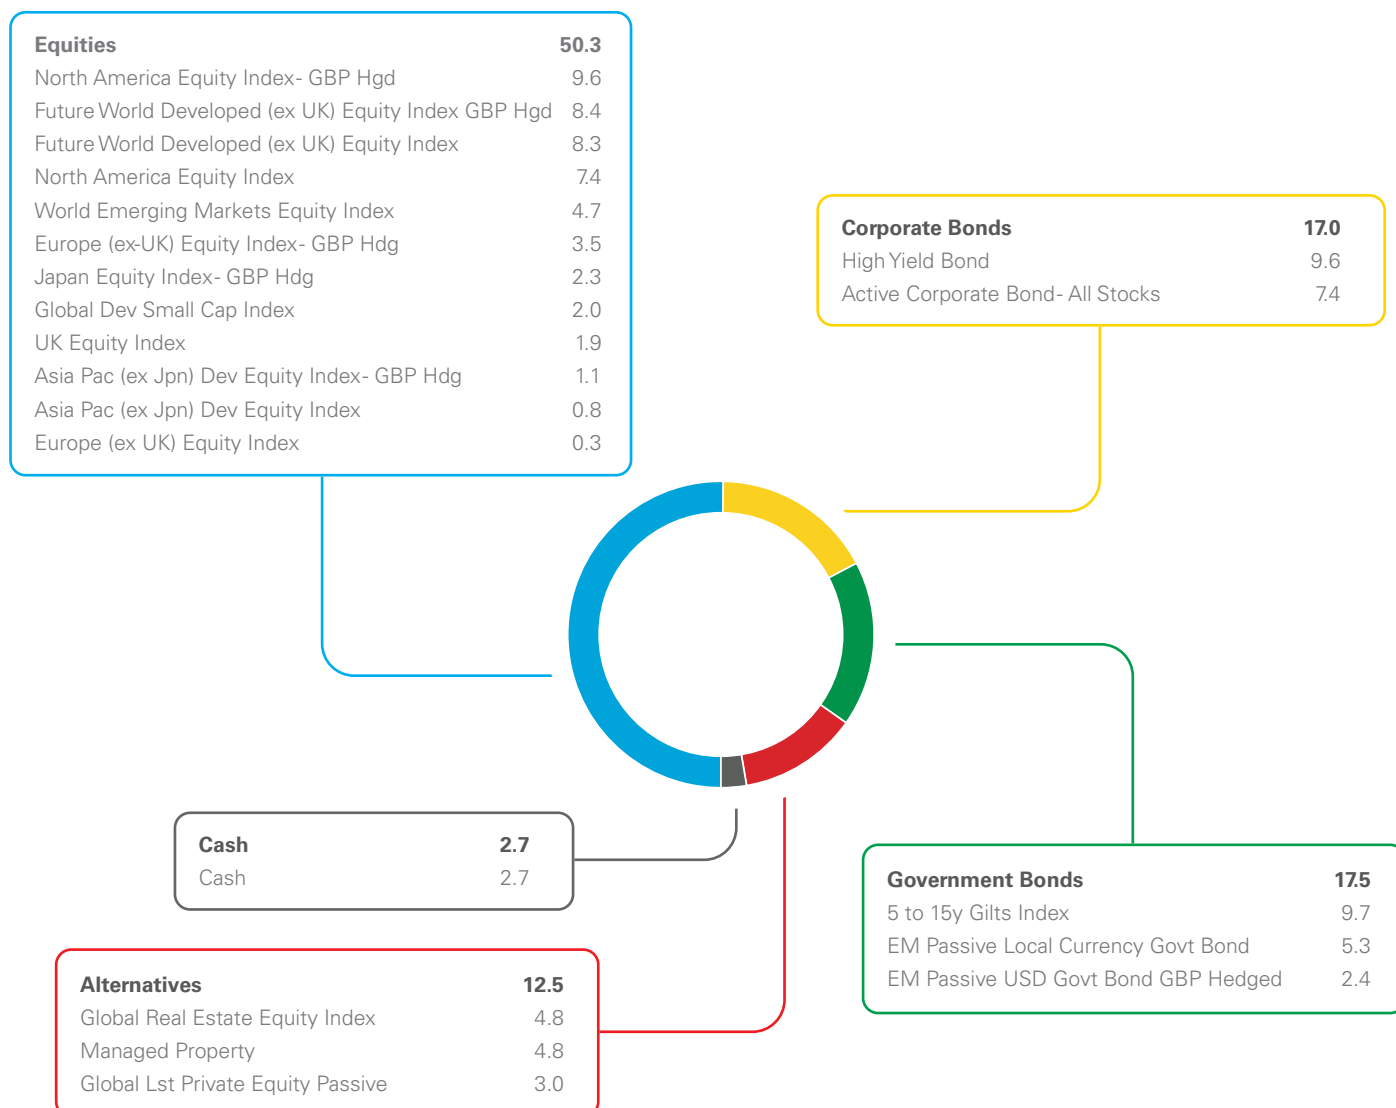 Equities 50.3
North America Equity Index- GBP Hgd 9.6
Future World Developed (ex UK) Equity Index GBP Hgd 8.4
Future World Developed (ex UK) Equity Index 8.3
North America Equity Index 7.4
World Emerging Markets Equity Index 4.7
Europe (ex-UK) Equity Index- GBP Hdg 3.5
Japan Equity Index- GBP Hdg 2.3
Global Dev Small Cap Index 2.0
UK Equity Index 1.9
Asia Pac (ex Jpn) Dev Equity Index- GBP Hdg 1.1
Asia Pac (ex Jpn) Dev Equity Index 0.8
Europe (ex UK) Equity Index 0.3
Corporate Bonds 17.0
High Yield Bond 9.6
Active Corporate Bond- All Stocks 7.4
Cash 2.7
Cash 2.7
Government Bonds 17.5
5 to 15y Gilts Index 9.7
EM Passive Local Currency Govt Bond 5.3
EM Passive USD Govt Bond GBP Hedged 2.4
Alternatives 12.5
Global Real Estate Equity Index 4.8
Managed Property 4.8
Global Lst Private Equity Passive 3.0